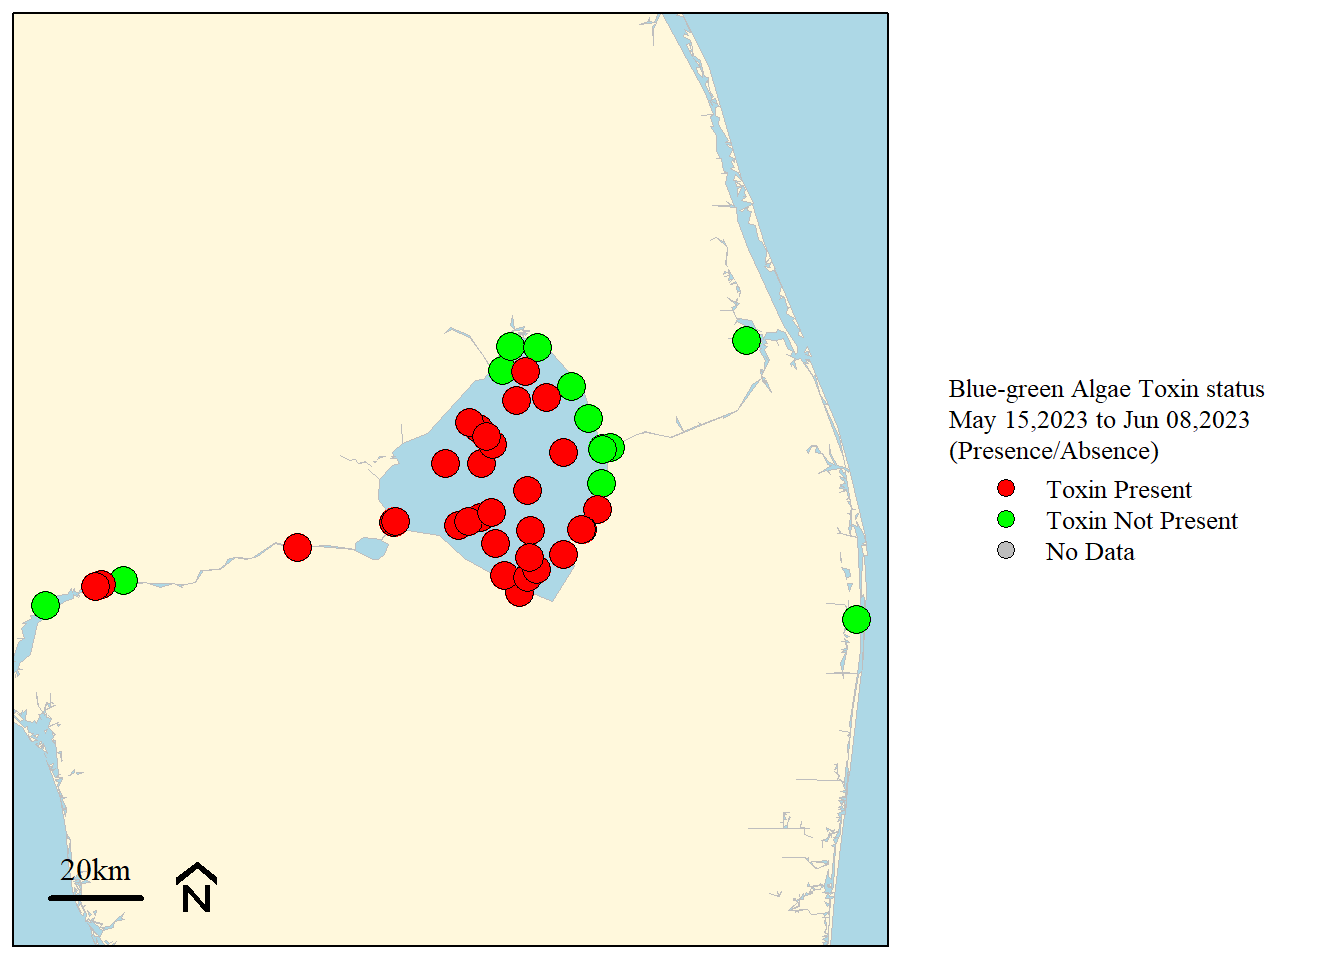 Blue-green Algae Toxin status
May 15,2023 to Jun 08,2023
(Presence/Absence)
Toxin Present
Toxin Not Present
No Data
20km
N